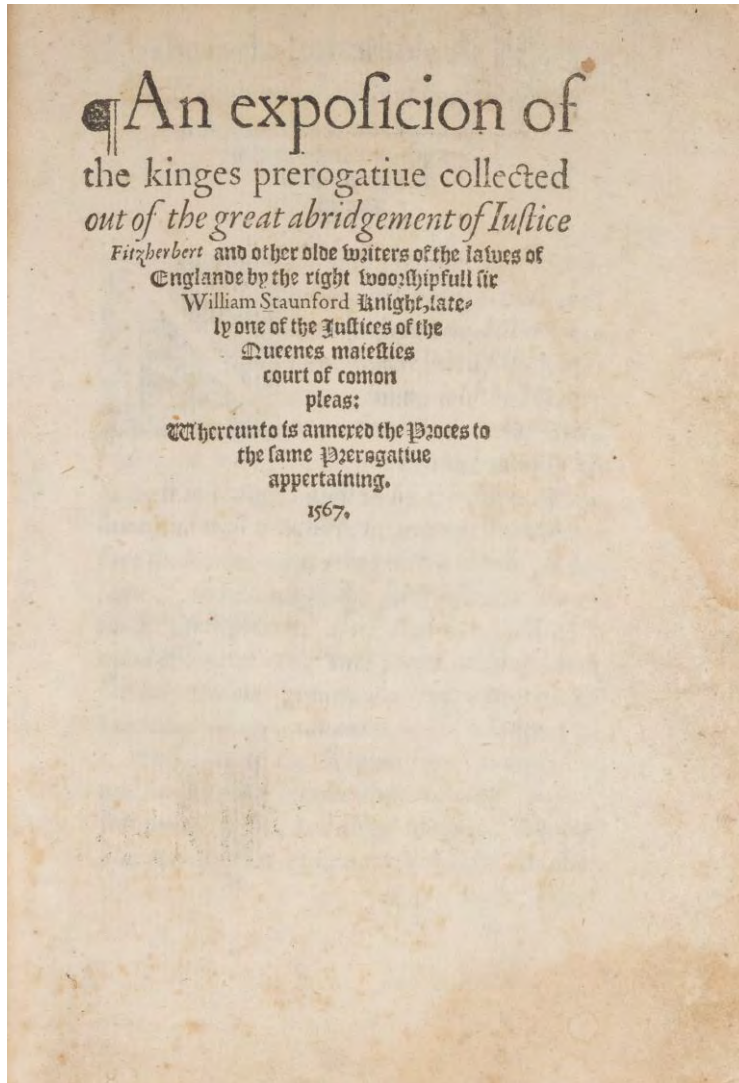 ¶An expoſicion of
the kinges prerogatiue collected
out of the great abridgement of Iuſtice
Fitzherbert and other olde writers of the lawes of
Englande by the right woorſhipfull ſir
William Staunford Knight, late-
ly one of the Juſtices of the
Queenes maieſties
court of comon
pleas:
Whereunto is annexed the Proces to
the ſame Prerogatiue
appertaining.
1567.